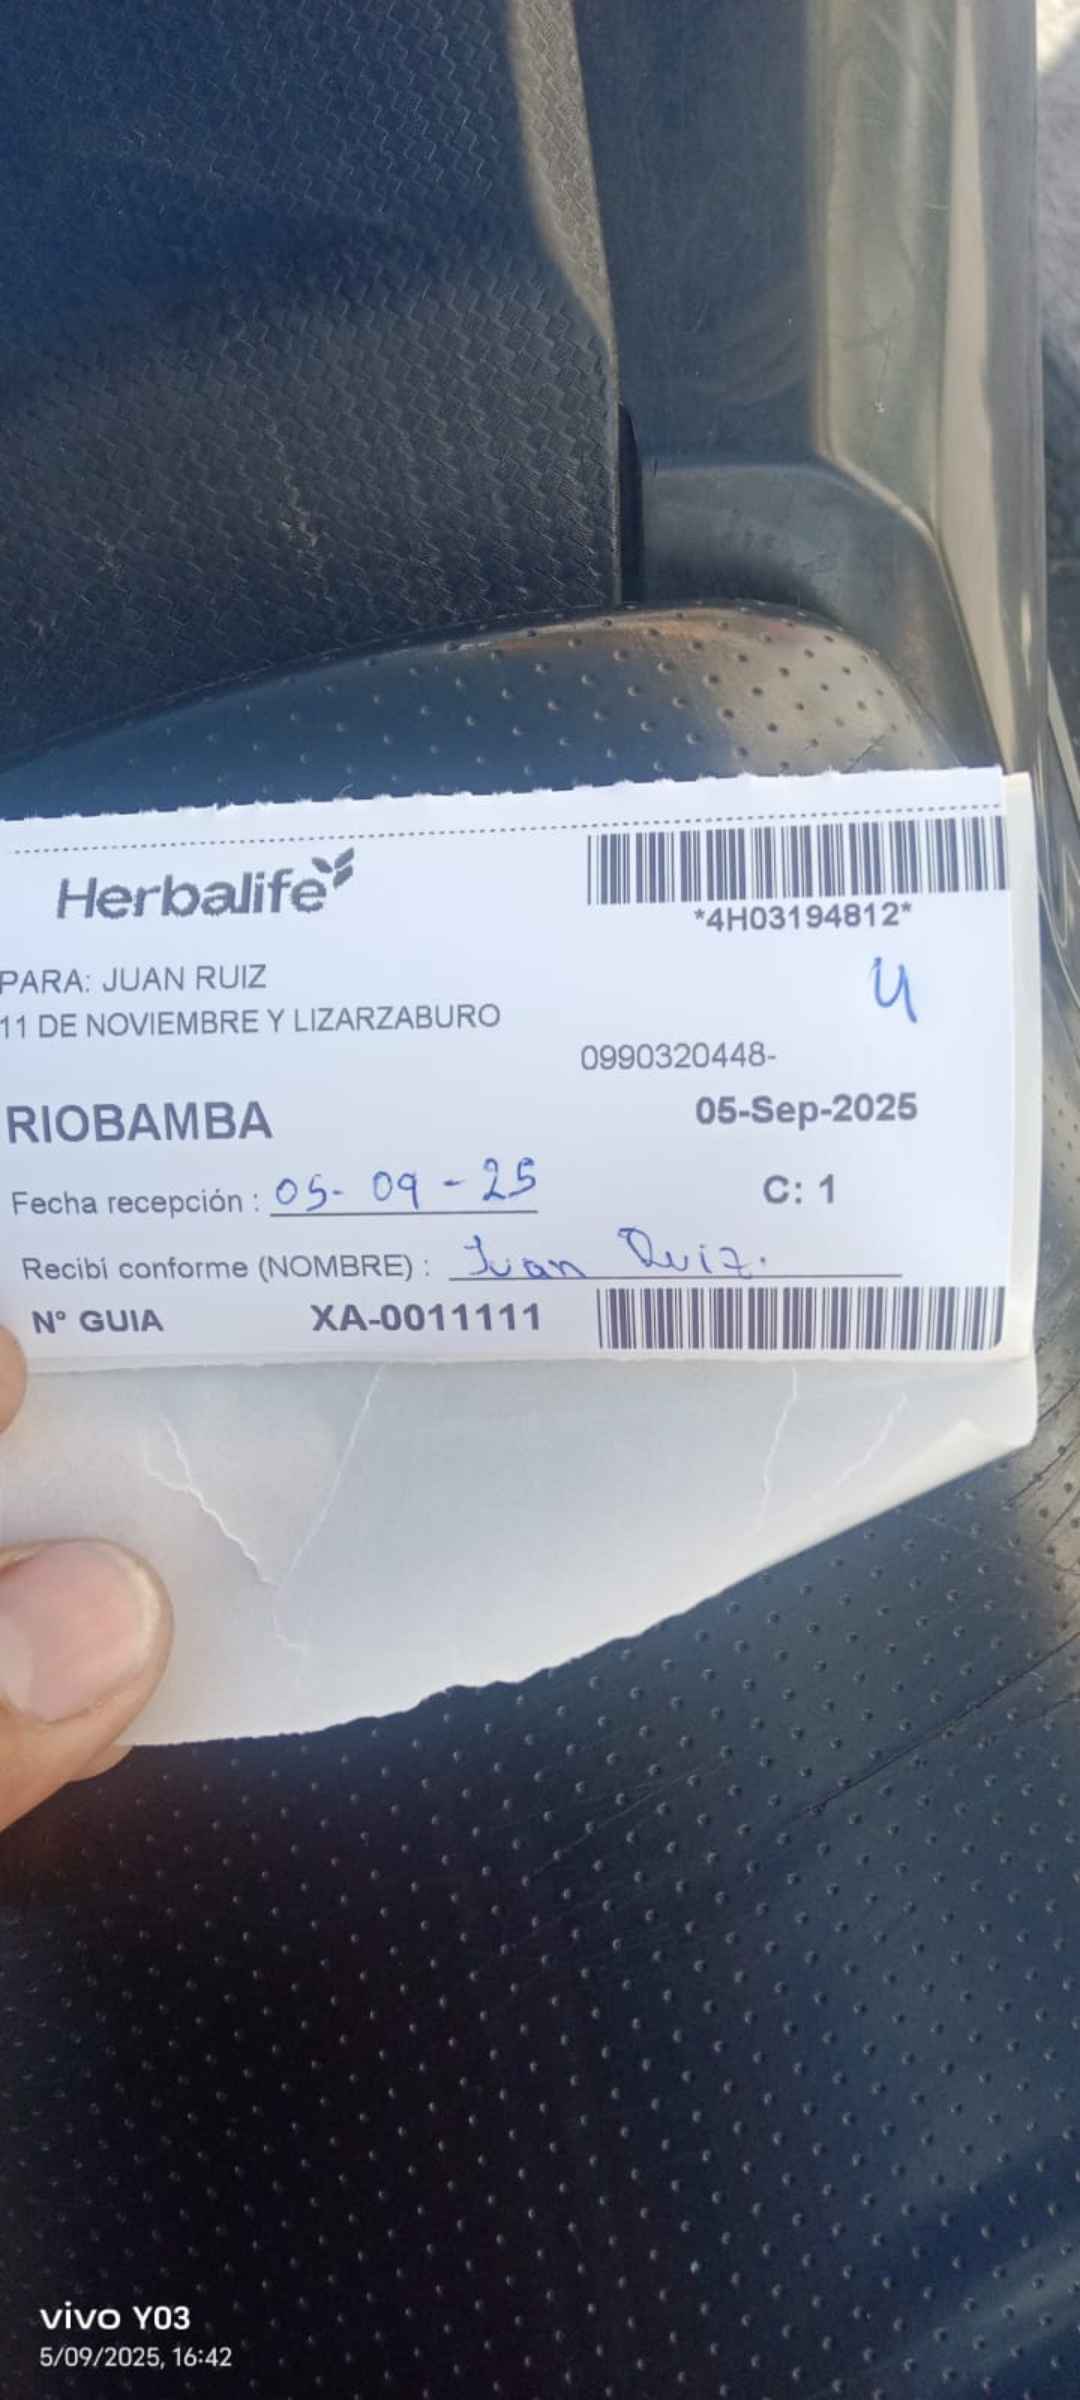 Herbalife
*4H03194812*
PARA: JUAN RUIZ
4
11 DE NOVIEMBRE Y LIZARZABURO
0990320448-
RIOBAMBA
05-Sep-2025
Fecha recepción : 05- 09 - 25
C: 1
Recibí conforme (NOMBRE) : Juan Ruiz.
Nº GUIA XA-0011111
vivo Y03
5/09/2025, 16:42